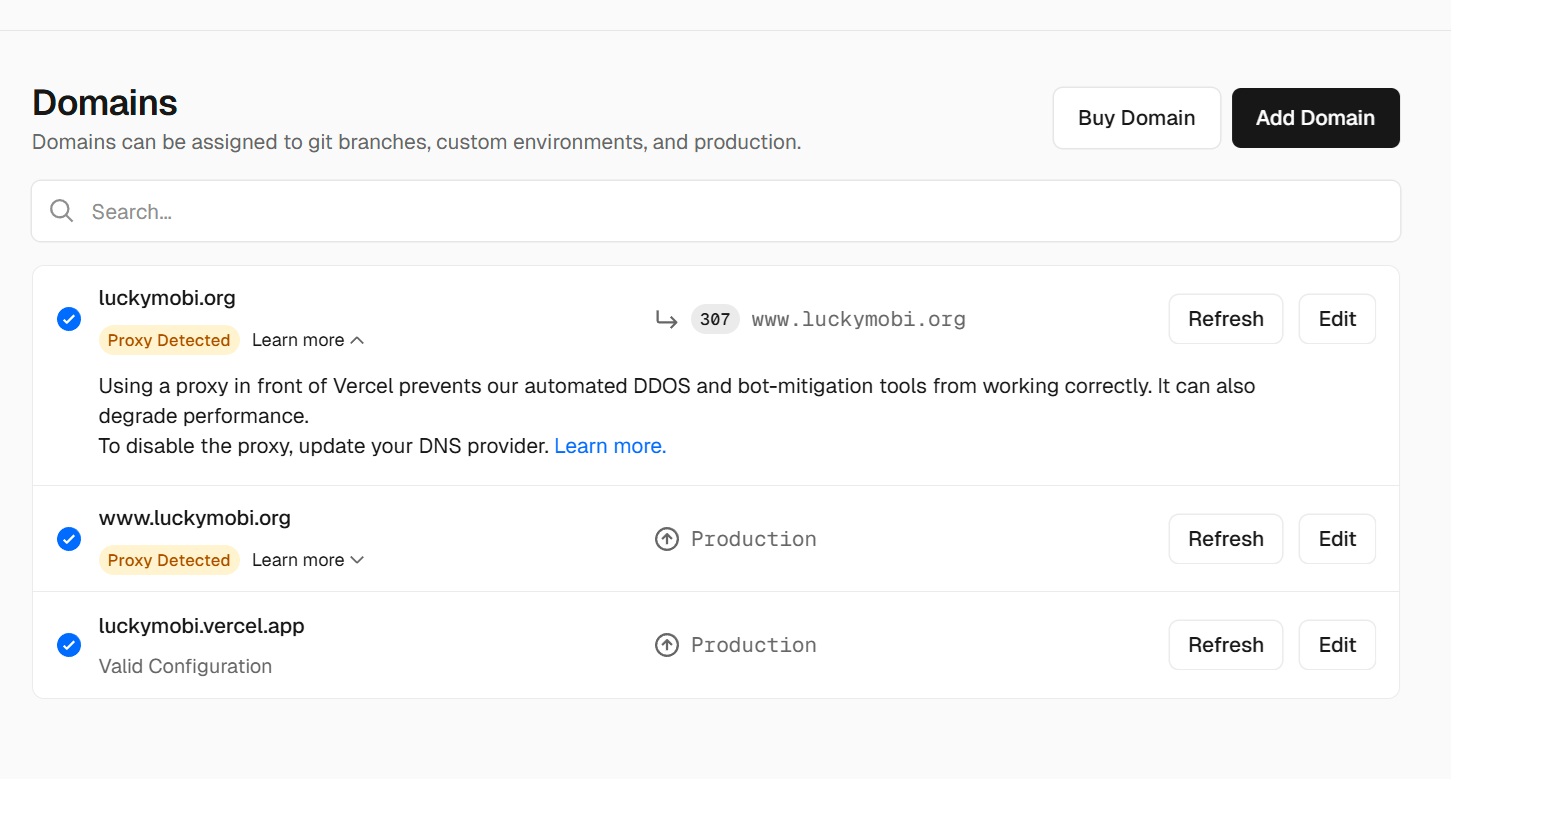 Domains
Domains can be assigned to git branches, custom environments, and production.
Buy Domain
Add Domain
Search...
luckymobi.org
Proxy Detected Learn more
307 www.luckymobi.org
Refresh Edit
Using a proxy in front of Vercel prevents our automated DDOS and bot-mitigation tools from working correctly. It can also
degrade performance.
To disable the proxy, update your DNS provider. Learn more.
www.luckymobi.org
Proxy Detected Learn more
Production
Refresh Edit
luckymobi.vercel.app
Valid Configuration
Production
Refresh Edit